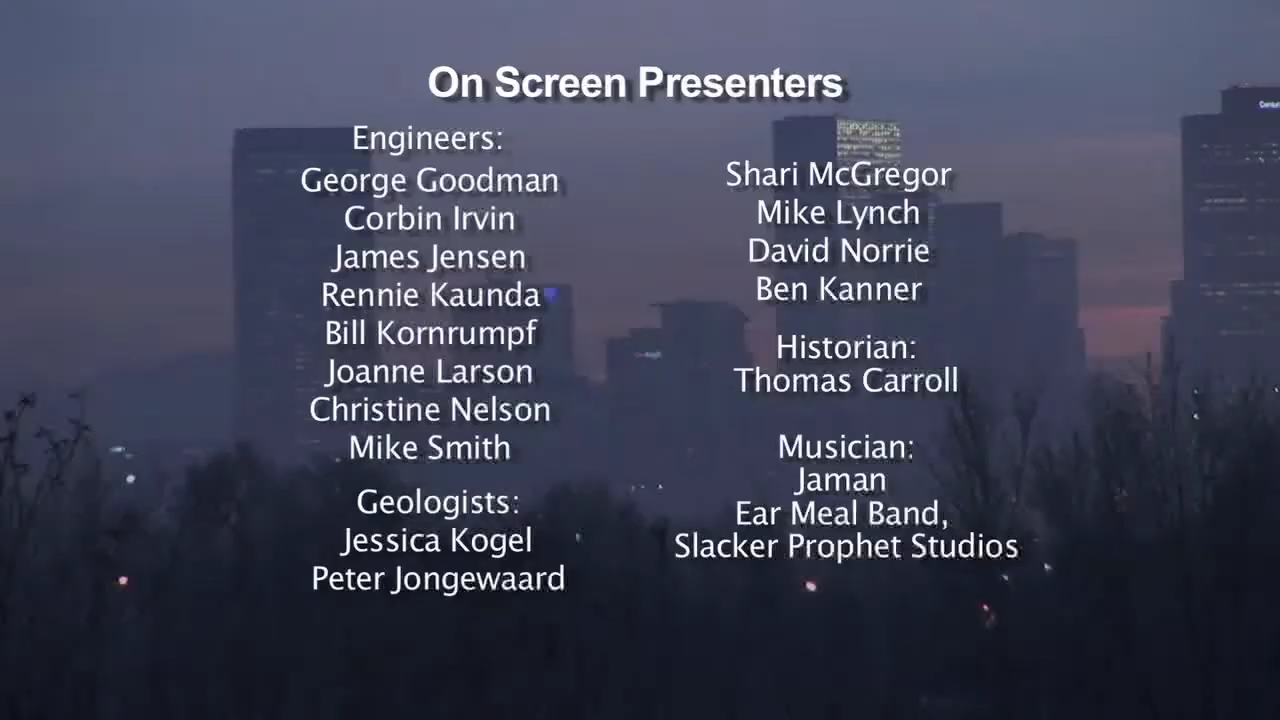 On Screen Presenters
Engineers:
George Goodman
Corbin Irvin
James Jensen
Rennie Kaunda
Bill Kornrumpf
Joanne Larson
Christine Nelson
Mike Smith
Geologists:
Jessica Kogel
Peter Jongewaard
Shari McGregor
Mike Lynch
David Norrie
Ben Kanner
Historian:
Thomas Carroll
Musician:
Jaman
Ear Meal Band,
Slacker Prophet Studios